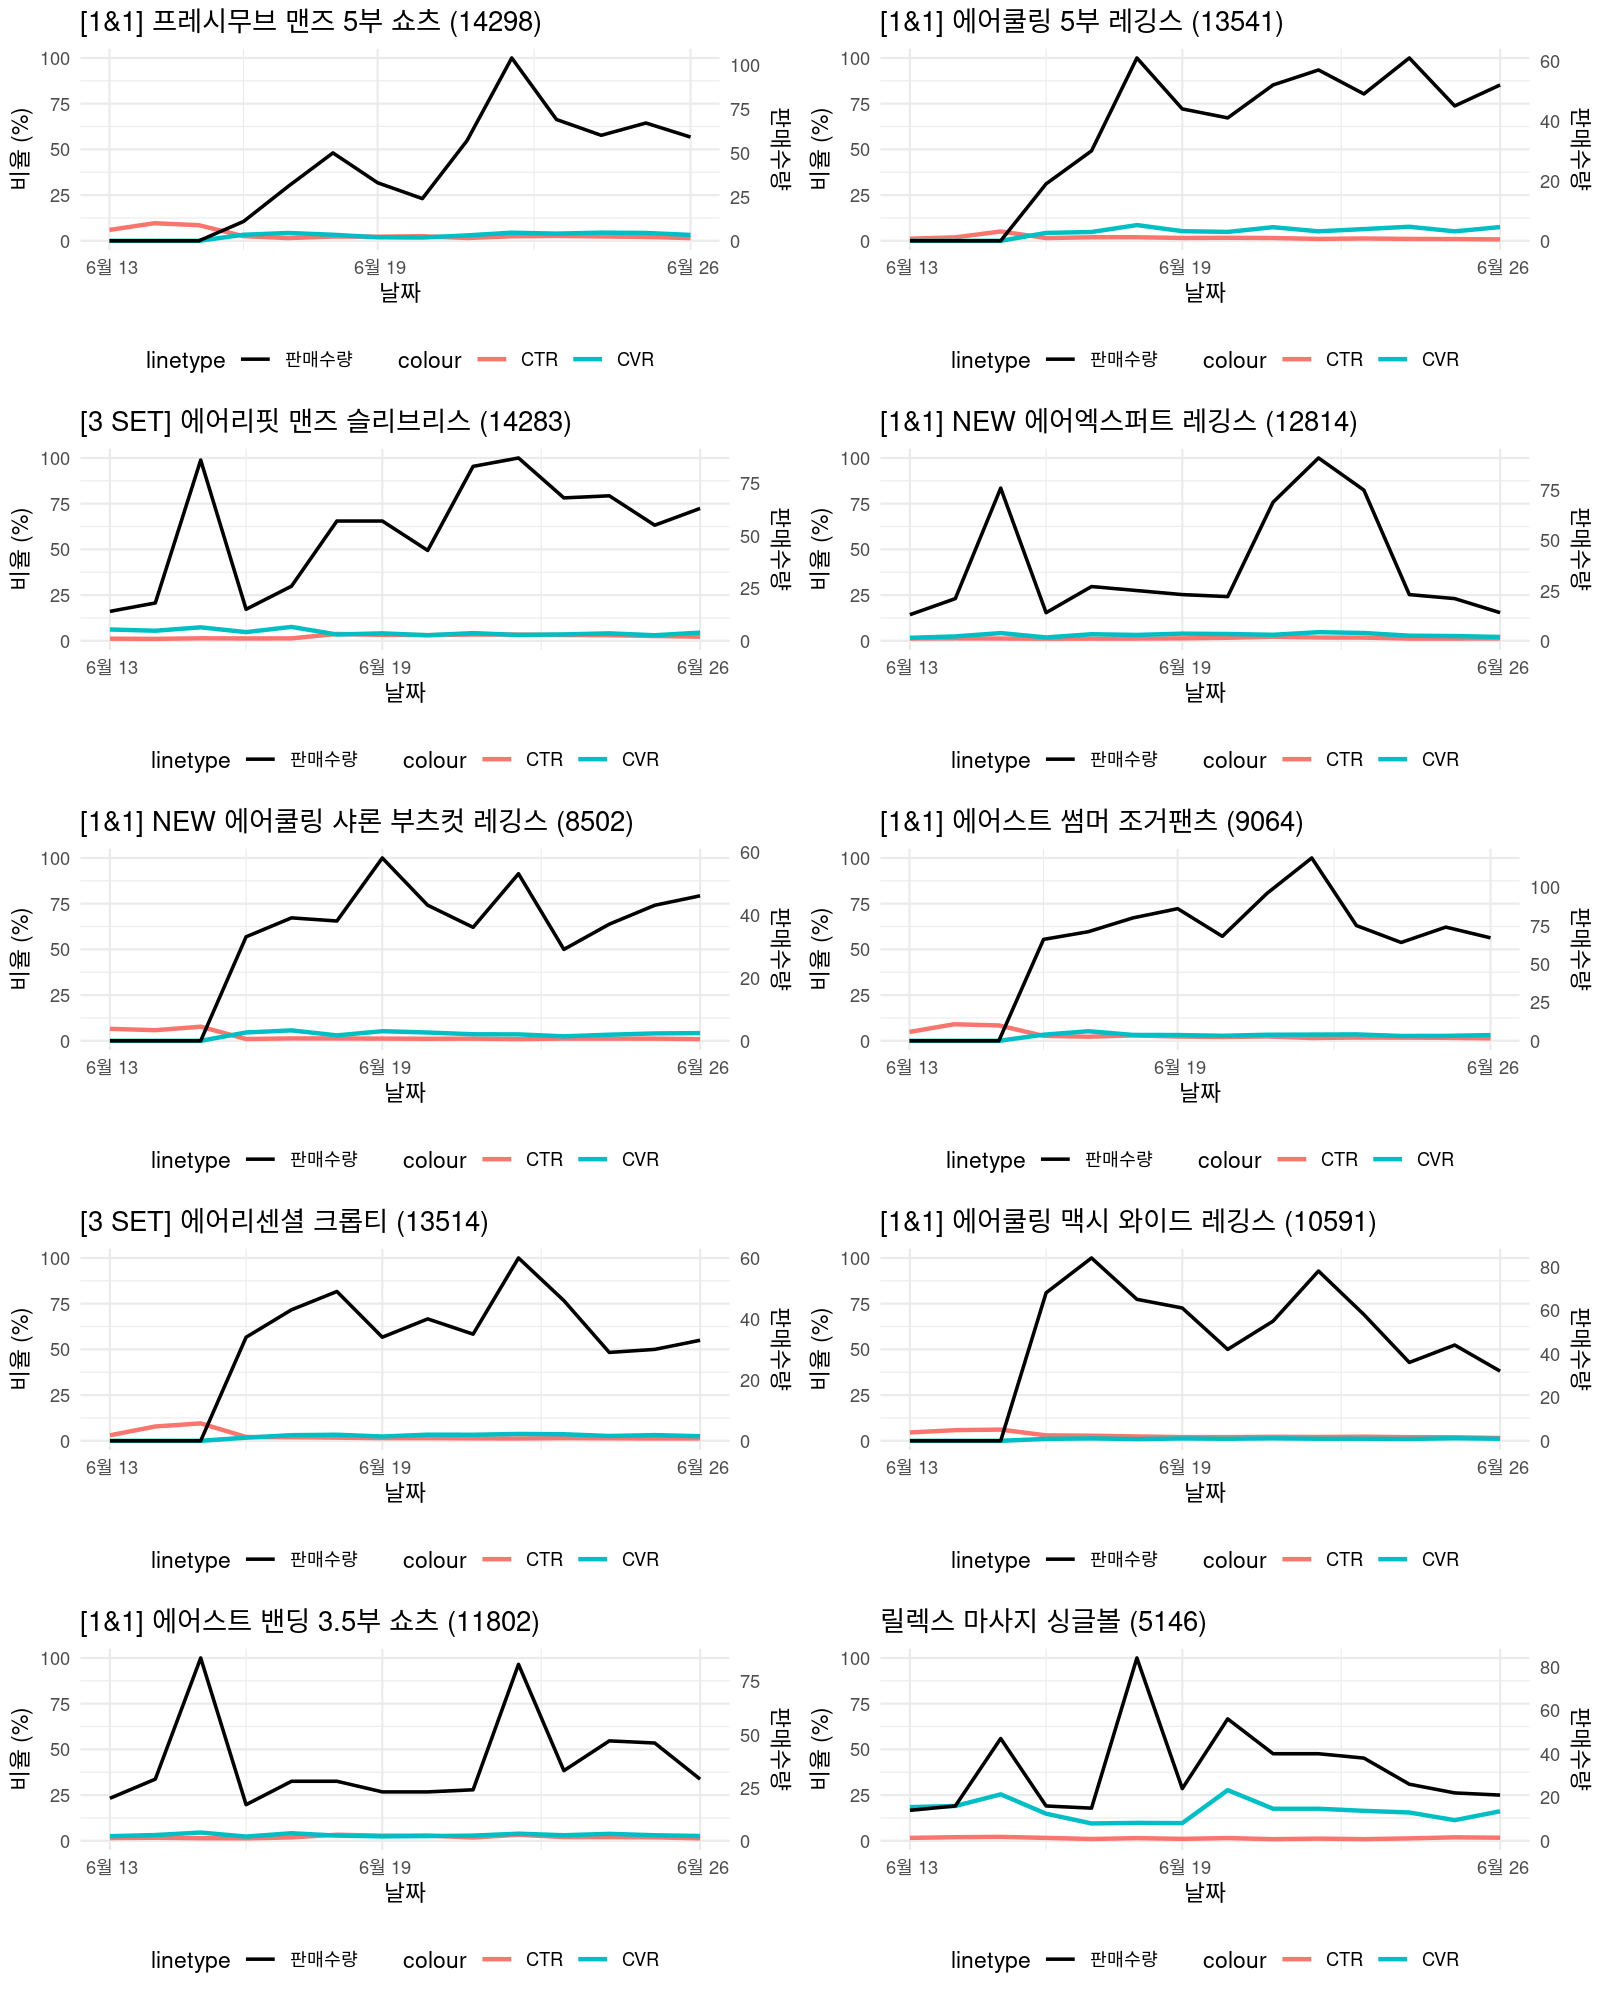 [1&1] 프레시무브 맨즈 5부 쇼츠 (14298)
100
75
50
25
0
비율 (%)
100
75
50
25
0
판매수량
6월 13
6월 19
6월 26
날짜
linetype 판매수량 colour CTR CVR
[1&1] 에어쿨링 5부 레깅스 (13541)
100
75
50
25
0
비율 (%)
60
40
20
0
판매수량
6월 13
6월 19
6월 26
날짜
linetype 판매수량 colour CTR CVR
[3 SET] 에어리핏 맨즈 슬리브리스 (14283)
100
75
50
25
0
비율 (%)
75
50
25
0
판매수량
6월 13
6월 19
6월 26
날짜
linetype 판매수량 colour CTR CVR
[1&1] NEW 에어엑스퍼트 레깅스 (12814)
100
75
50
25
0
비율 (%)
75
50
25
0
판매수량
6월 13
6월 19
6월 26
날짜
linetype 판매수량 colour CTR CVR
[1&1] NEW 에어쿨링 샤론 부츠컷 레깅스 (8502)
100
75
50
25
0
비율 (%)
60
40
20
0
판매수량
6월 13
6월 19
6월 26
날짜
linetype 판매수량 colour CTR CVR
[1&1] 에어스트 썸머 조거팬츠 (9064)
100
75
50
25
0
비율 (%)
100
75
50
25
0
판매수량
6월 13
6월 19
6월 26
날짜
linetype 판매수량 colour CTR CVR
[3 SET] 에어리센셜 크롭티 (13514)
100
75
50
25
0
비율 (%)
60
40
20
0
판매수량
6월 13
6월 19
6월 26
날짜
linetype 판매수량 colour CTR CVR
[1&1] 에어쿨링 맥시 와이드 레깅스 (10591)
100
75
50
25
0
비율 (%)
80
60
40
20
0
판매수량
6월 13
6월 19
6월 26
날짜
linetype 판매수량 colour CTR CVR
[1&1] 에어스트 밴딩 3.5부 쇼츠 (11802)
100
75
50
25
0
비율 (%)
75
50
25
0
판매수량
6월 13
6월 19
6월 26
날짜
linetype 판매수량 colour CTR CVR
릴렉스 마사지 싱글볼 (5146)
100
75
50
25
0
비율 (%)
80
60
40
20
0
판매수량
6월 13
6월 19
6월 26
날짜
linetype 판매수량 colour CTR CVR